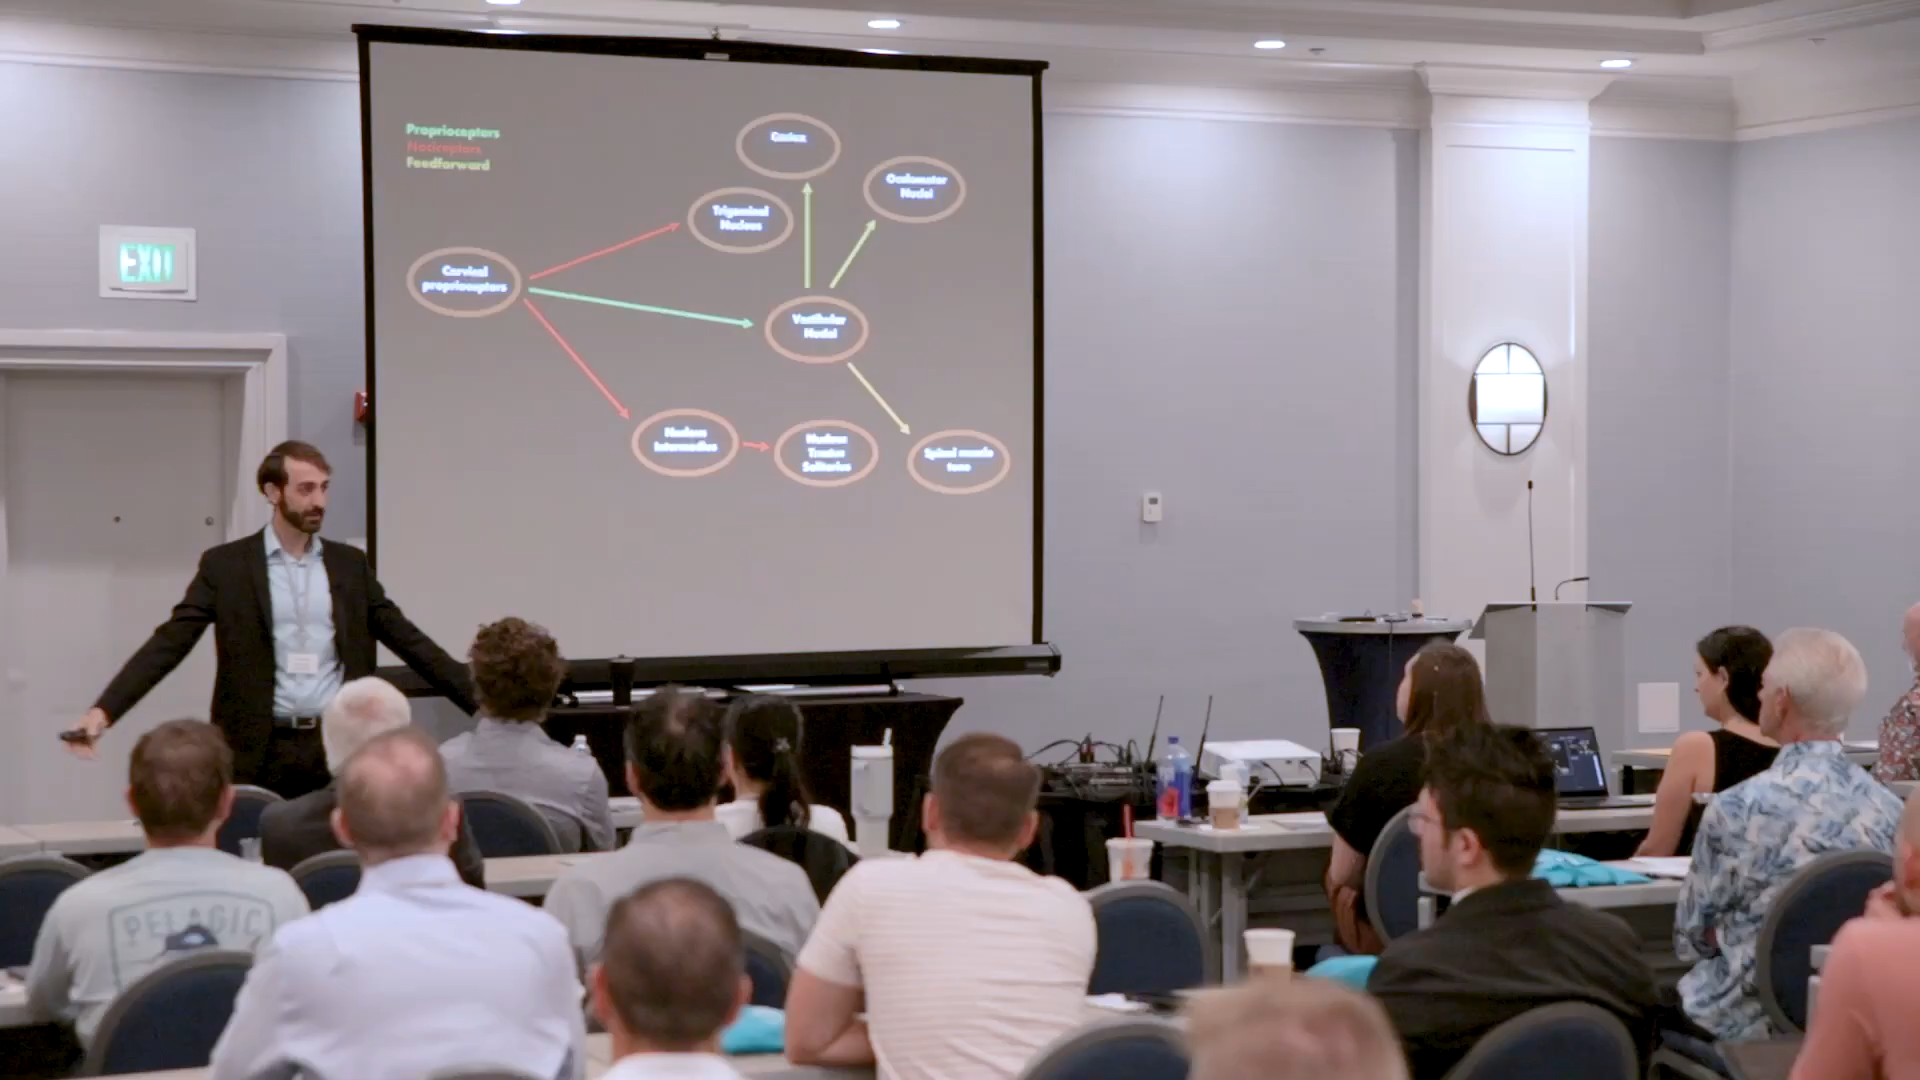 Proprioceptors
Nociceptors
Feedforward
Cortex
Oculomotor
Nuclei
Trigeminal
Nucleus
Cervical
proprioceptors
Vestibular
Nuclei
Nucleus
Intermedius
Nucleus
Tractus
Solitarius
Spinal muscle
tone
EXIT
PELAGIC